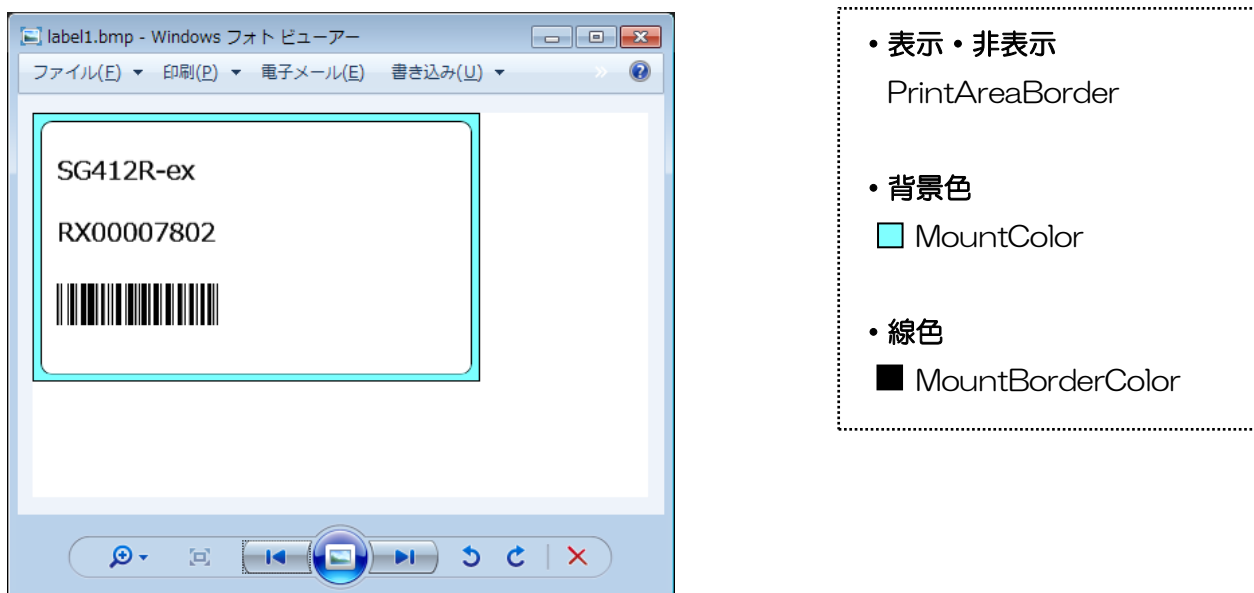 label1.bmp - Windows フォト ビューアー
ファイル(F) ▼ 印刷(P) ▼ 電子メール(E) 書き込み(U) ▼ »
SG412R-ex
RX00007802
・表示・非表示
PrintAreaBorder
・背景色
MountColor
・線色
MountBorderColor